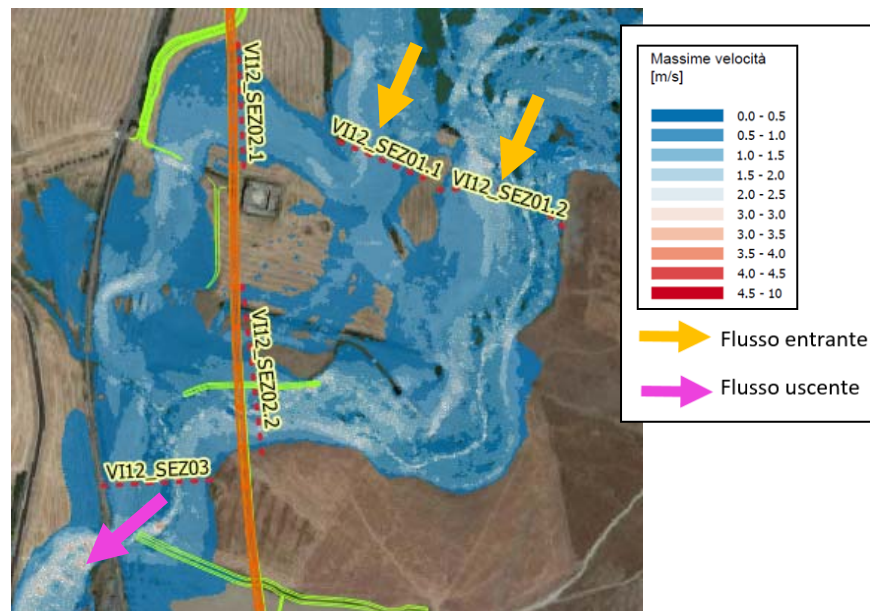 VI12_SEZ02.1
VI12_SEZ01.1
VI12_SEZ01.2
VI12_SEZ02.2
VI12_SEZ03
Massime velocità
[m/s]
0.0 - 0.5
0.5 - 1.0
1.0 - 1.5
1.5 - 2.0
2.0 - 2.5
3.0 - 3.0
3.0 - 3.5
3.5 - 4.0
4.0 - 4.5
4.5 - 10
Flusso entrante
Flusso uscente